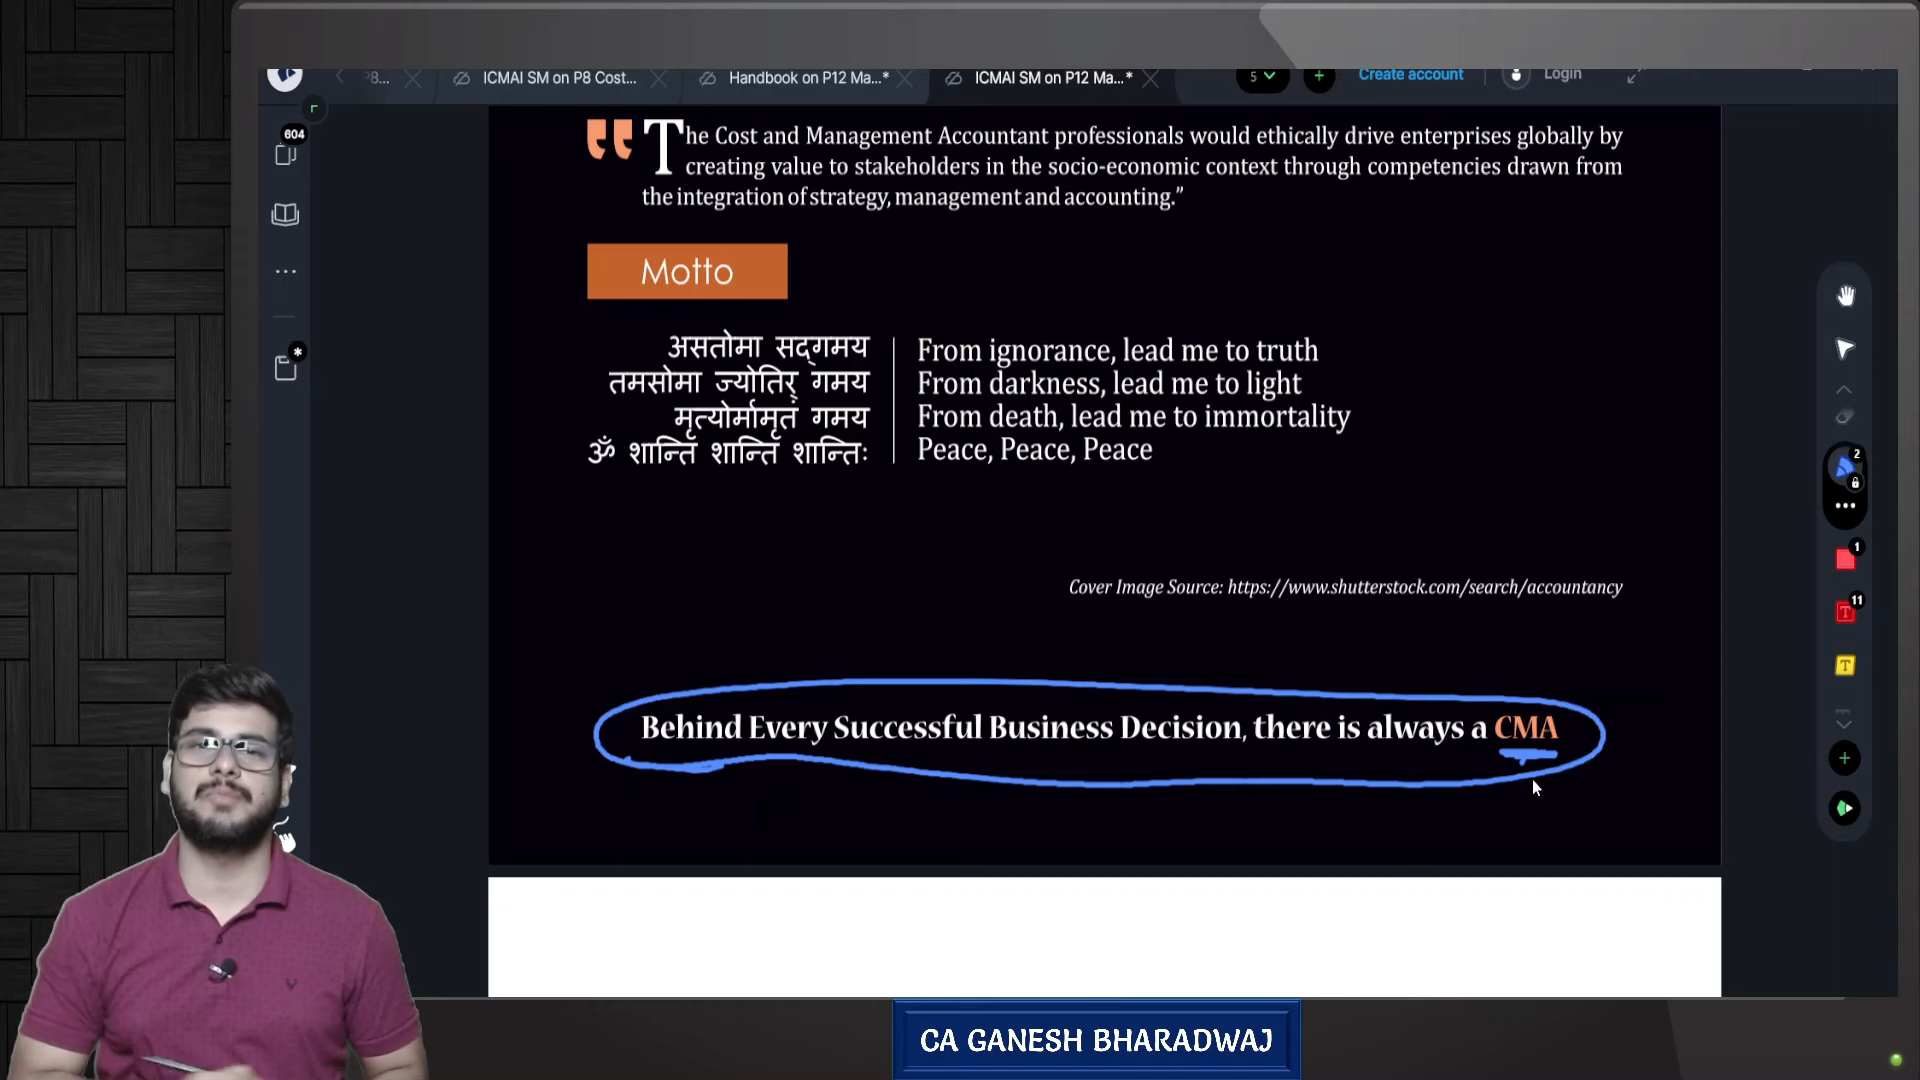 P8...
ICMAI SM on P8 Cost...
Handbook on P12 Ma...*
ICMAI SM on P12 Ma...*
5
Create account
Login
604
“The Cost and Management Accountant professionals would ethically drive enterprises globally by
creating value to stakeholders in the socio-economic context through competencies drawn from
the integration of strategy, management and accounting.”
Motto
असतोमा सद्गमय
तमसोमा ज्योतिर् गमय
मृत्योर्मामृतं गमय
ॐ शान्ति शान्ति शान्तिः
From ignorance, lead me to truth
From darkness, lead me to light
From death, lead me to immortality
Peace, Peace, Peace
Cover Image Source: https://www.shutterstock.com/search/accountancy
Behind Every Successful Business Decision, there is always a CMA
2
1
11
T
T
CA GANESH BHARADWAJ